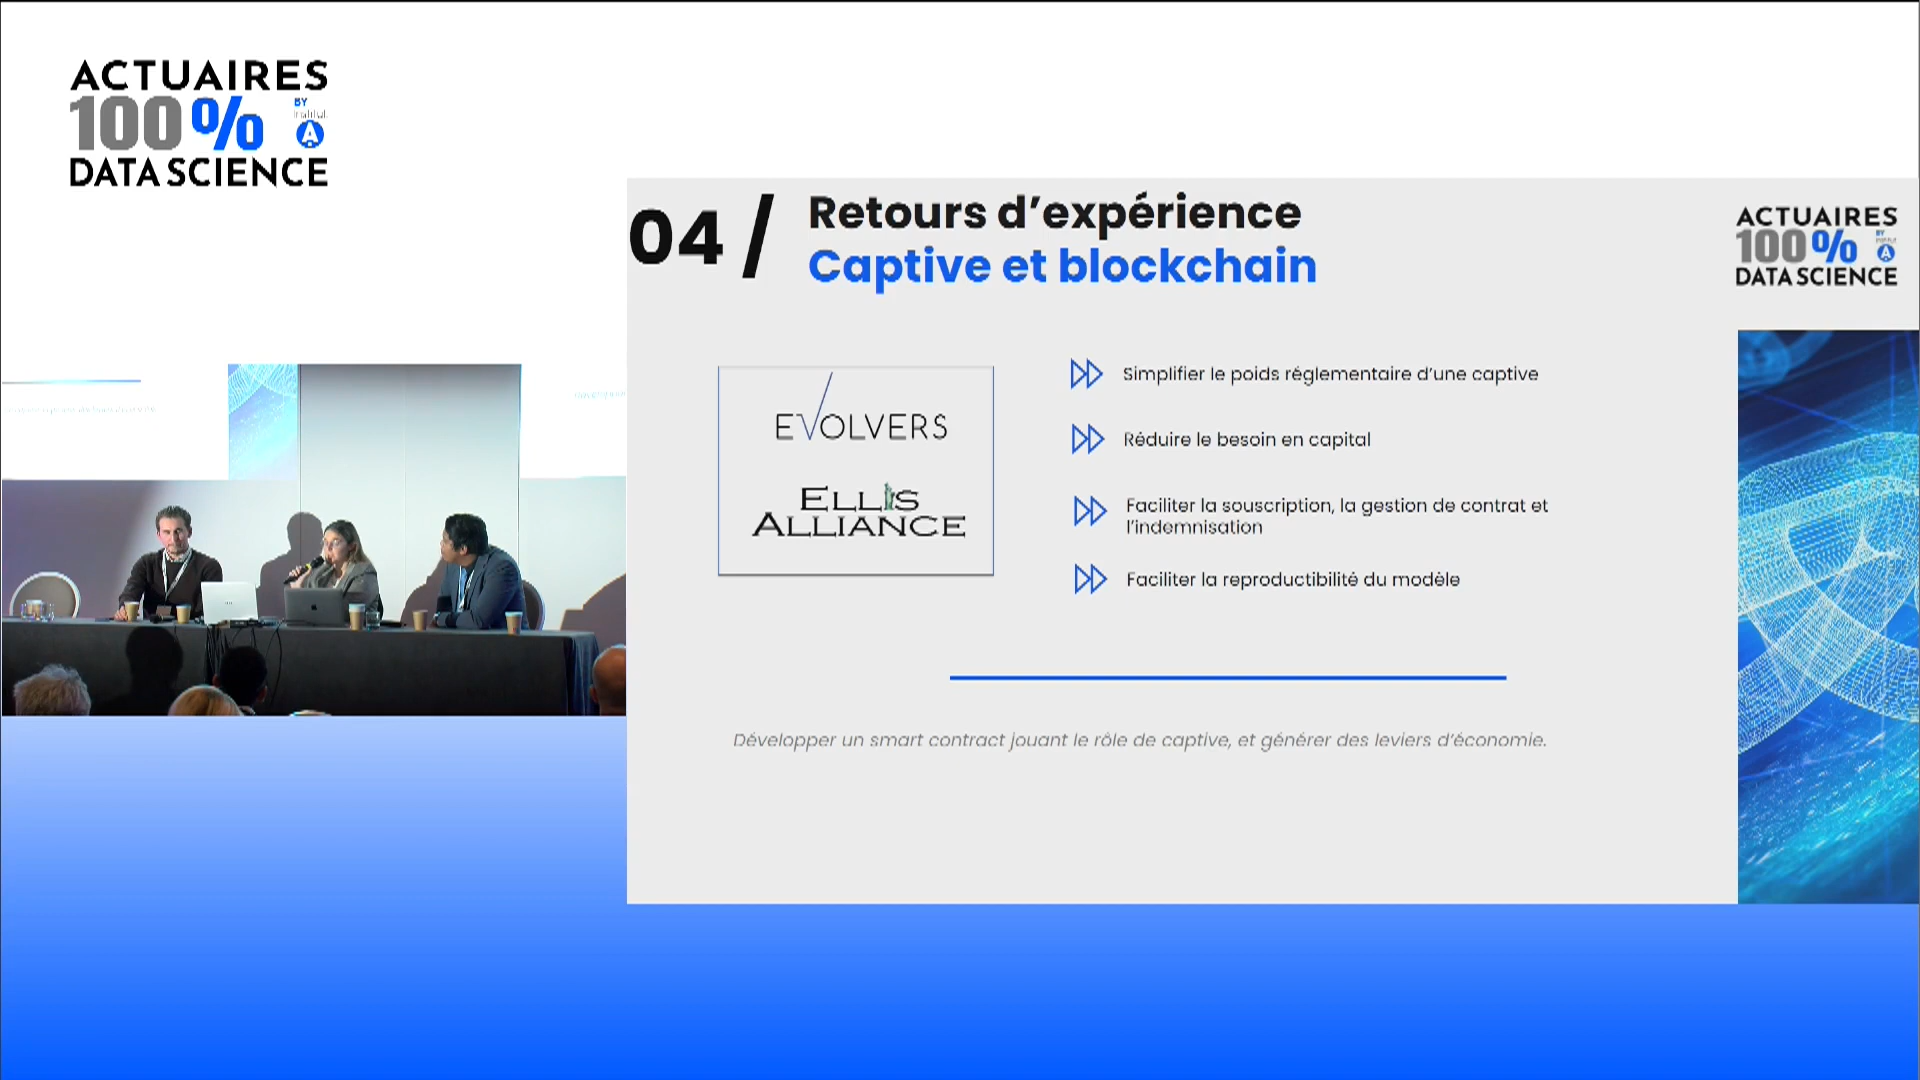 ACTUAIRES
100%
BY
Institut
A
DATA SCIENCE
04 /
Retours d’expérience
Captive et blockchain
ACTUAIRES
100%
BY
A
DATA SCIENCE
EVOLVERS
ELLIS
ALLIANCE
Simplifier le poids réglementaire d’une captive
Réduire le besoin en capital
Faciliter la souscription, la gestion de contrat et
l’indemnisation
Faciliter la reproductibilité du modèle
Développer un smart contract jouant le rôle de captive, et générer des leviers d’économie.